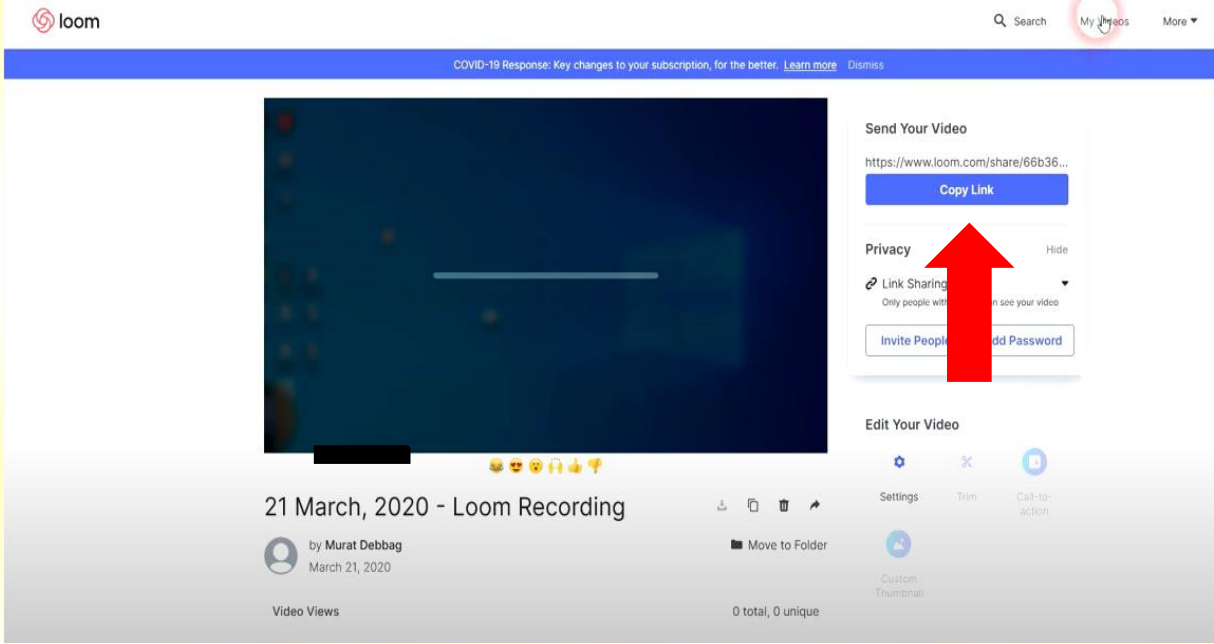 loom
Search My Videos More
COVID-19 Response: Key changes to your subscription, for the better. Learn more Dismiss
Send Your Video
https://www.loom.com/share/66b36...
Copy Link
Privacy Hide
Link Sharing
Only people with n see your video
Invite People dd Password
Edit Your Video
Settings Trim Call-to-
action
Custom
Thumbnail
21 March, 2020 - Loom Recording
by Murat Debbag
March 21, 2020
Move to Folder
Video Views
0 total, 0 unique